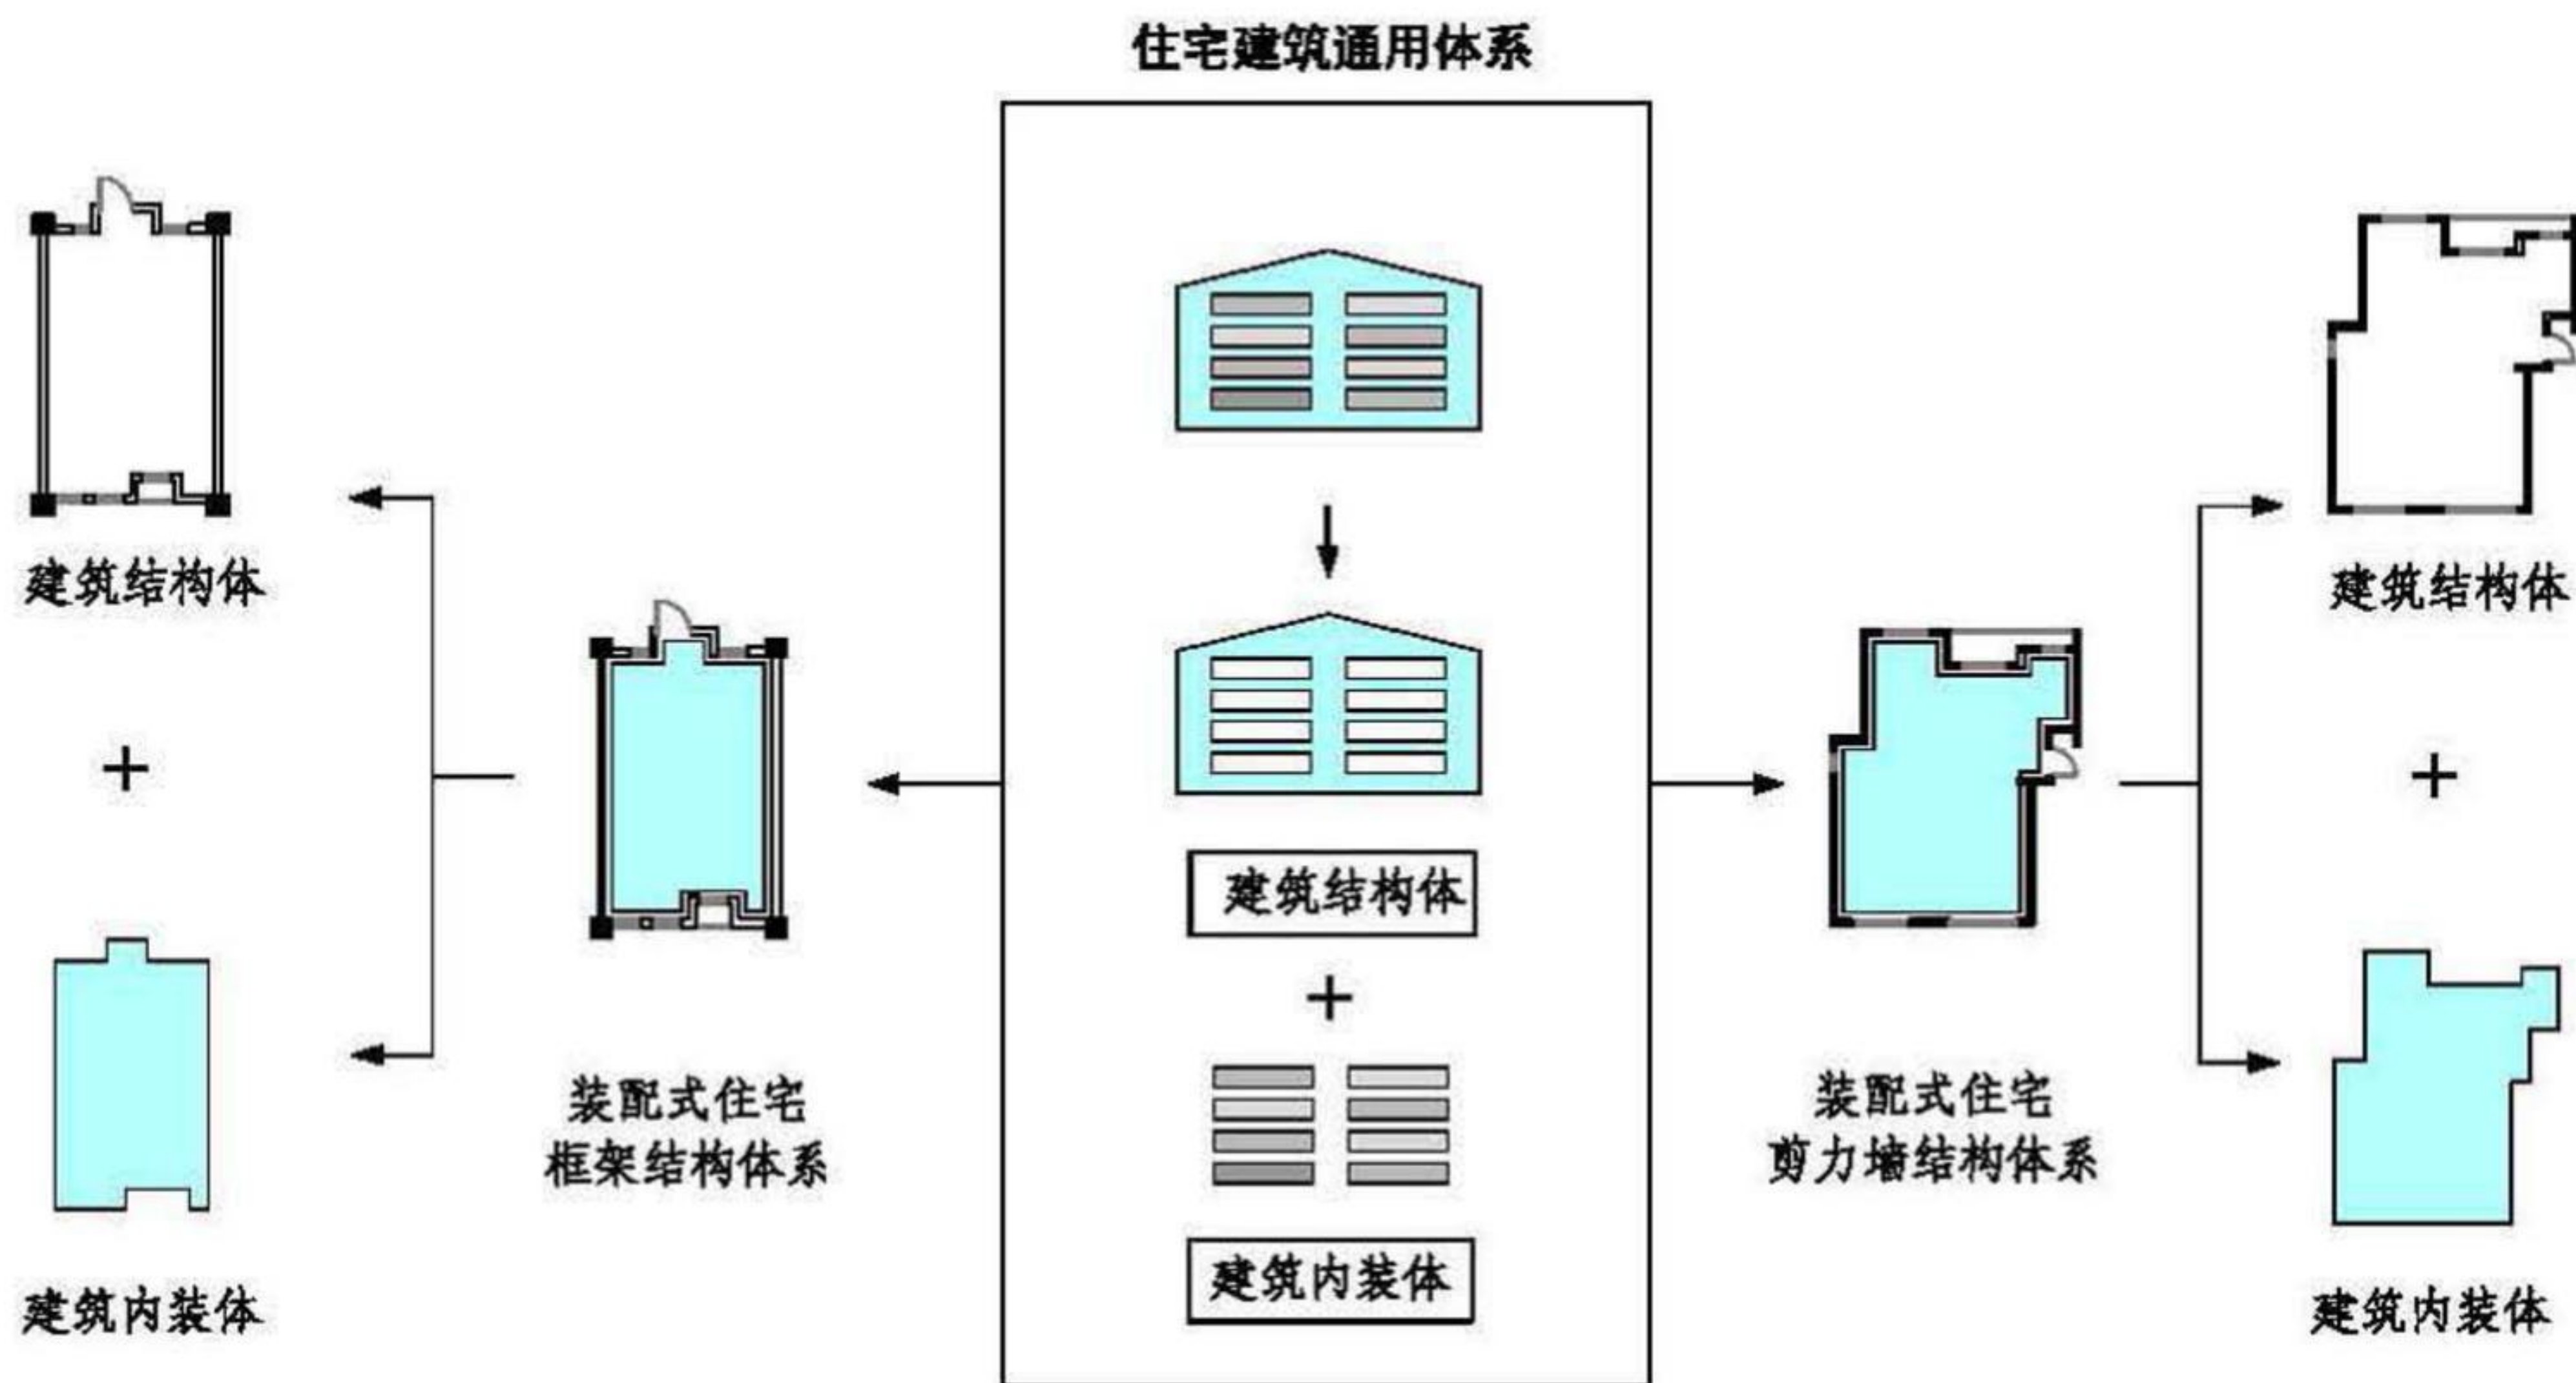 住宅建筑通用体系
建筑结构体
+
建筑内装体
装配式住宅
框架结构体系
建筑结构体
+
建筑内装体
装配式住宅
剪力墙结构体系
建筑结构体
+
建筑内装体